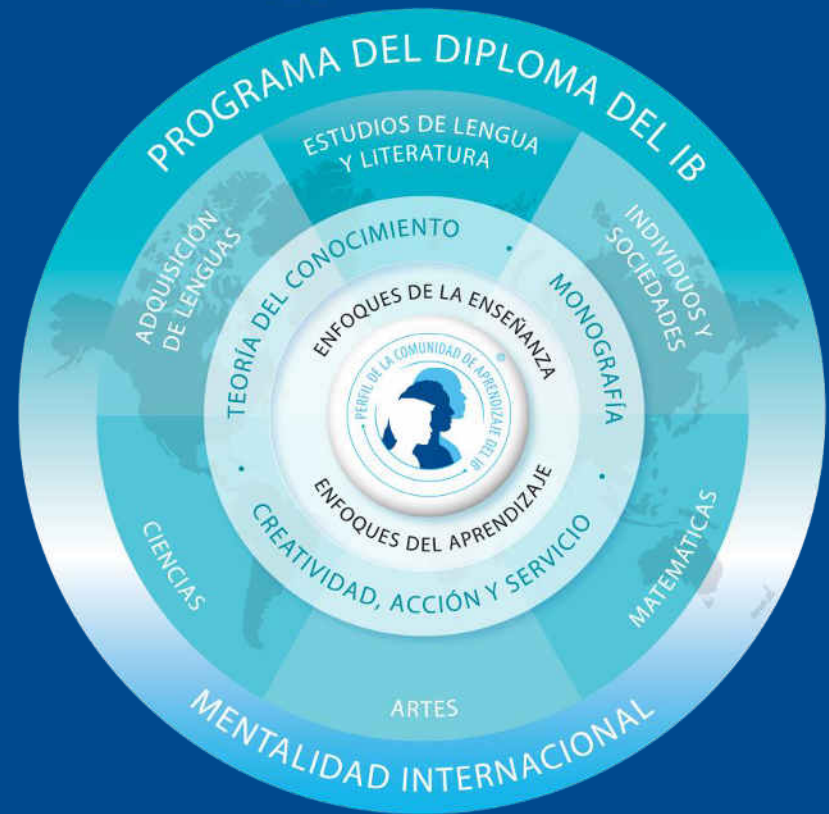 PROGRAMA DEL DIPLOMA DEL IB
ESTUDIOS DE LENGUA
Y LITERATURA
ADQUISICIÓN
DE LENGUAS
INDIVIDUOS Y
SOCIEDADES
TEORÍA DEL CONOCIMIENTO
•
MONOGRAFÍA
•
ENFOQUES DE LA ENSEÑANZA
• PERFIL DE LA COMUNIDAD DE APRENDIZAJE DEL IB
®
ENFOQUES DEL APRENDIZAJE
•
CREATIVIDAD, ACCIÓN Y SERVICIO
CIENCIAS
MATEMÁTICAS
ARTES
MENTALIDAD INTERNACIONAL